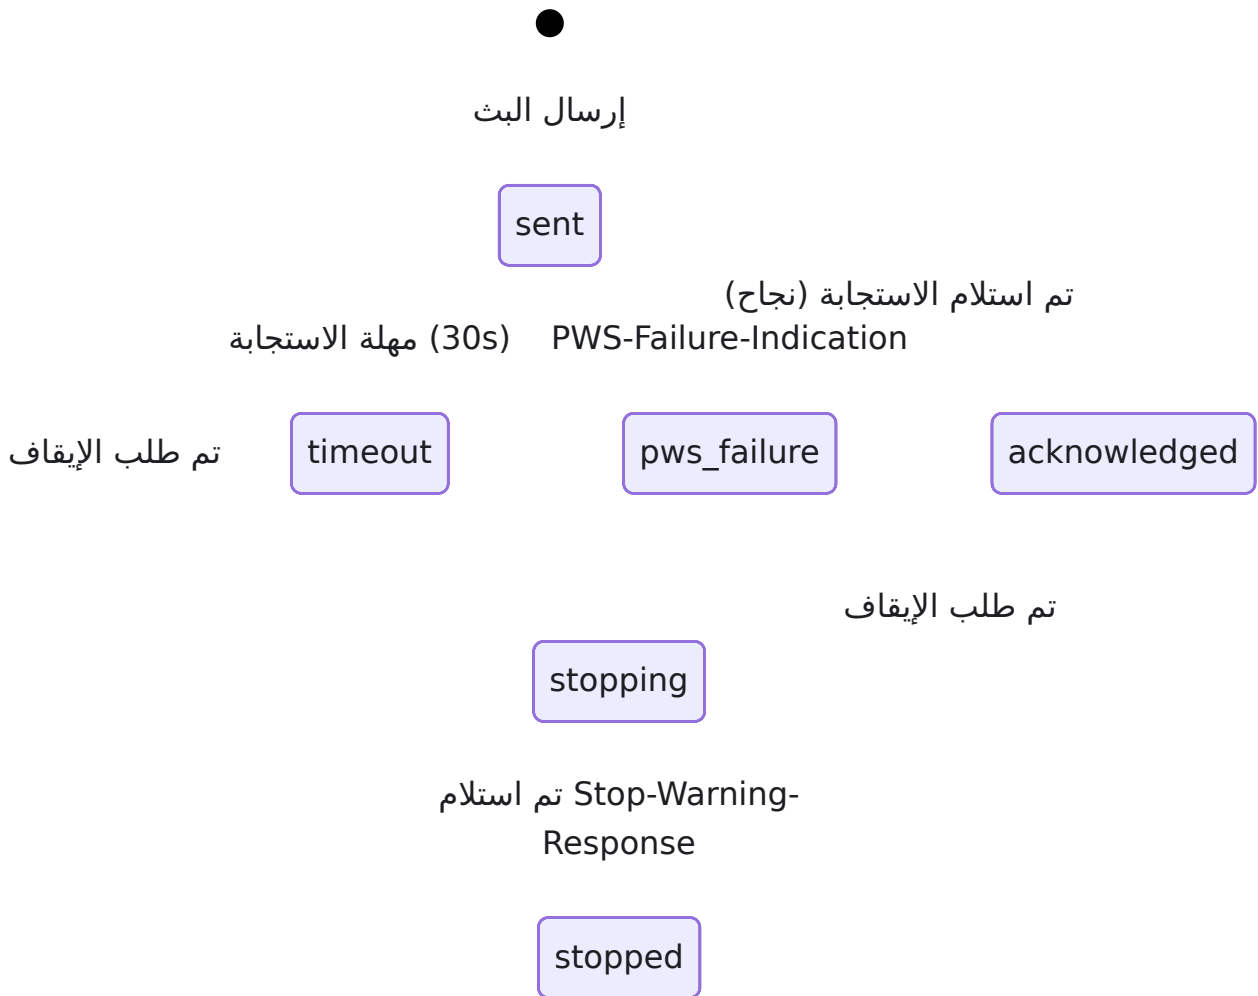 إرسال البث
sent
تم استلام الاستجابة (نجاح)
مهلة الاستجابة (30s)
PWS-Failure-Indication
تم طلب الإيقاف
timeout
pws_failure
acknowledged
تم طلب الإيقاف
stopping
تم استلام Stop-Warning-
Response
stopped